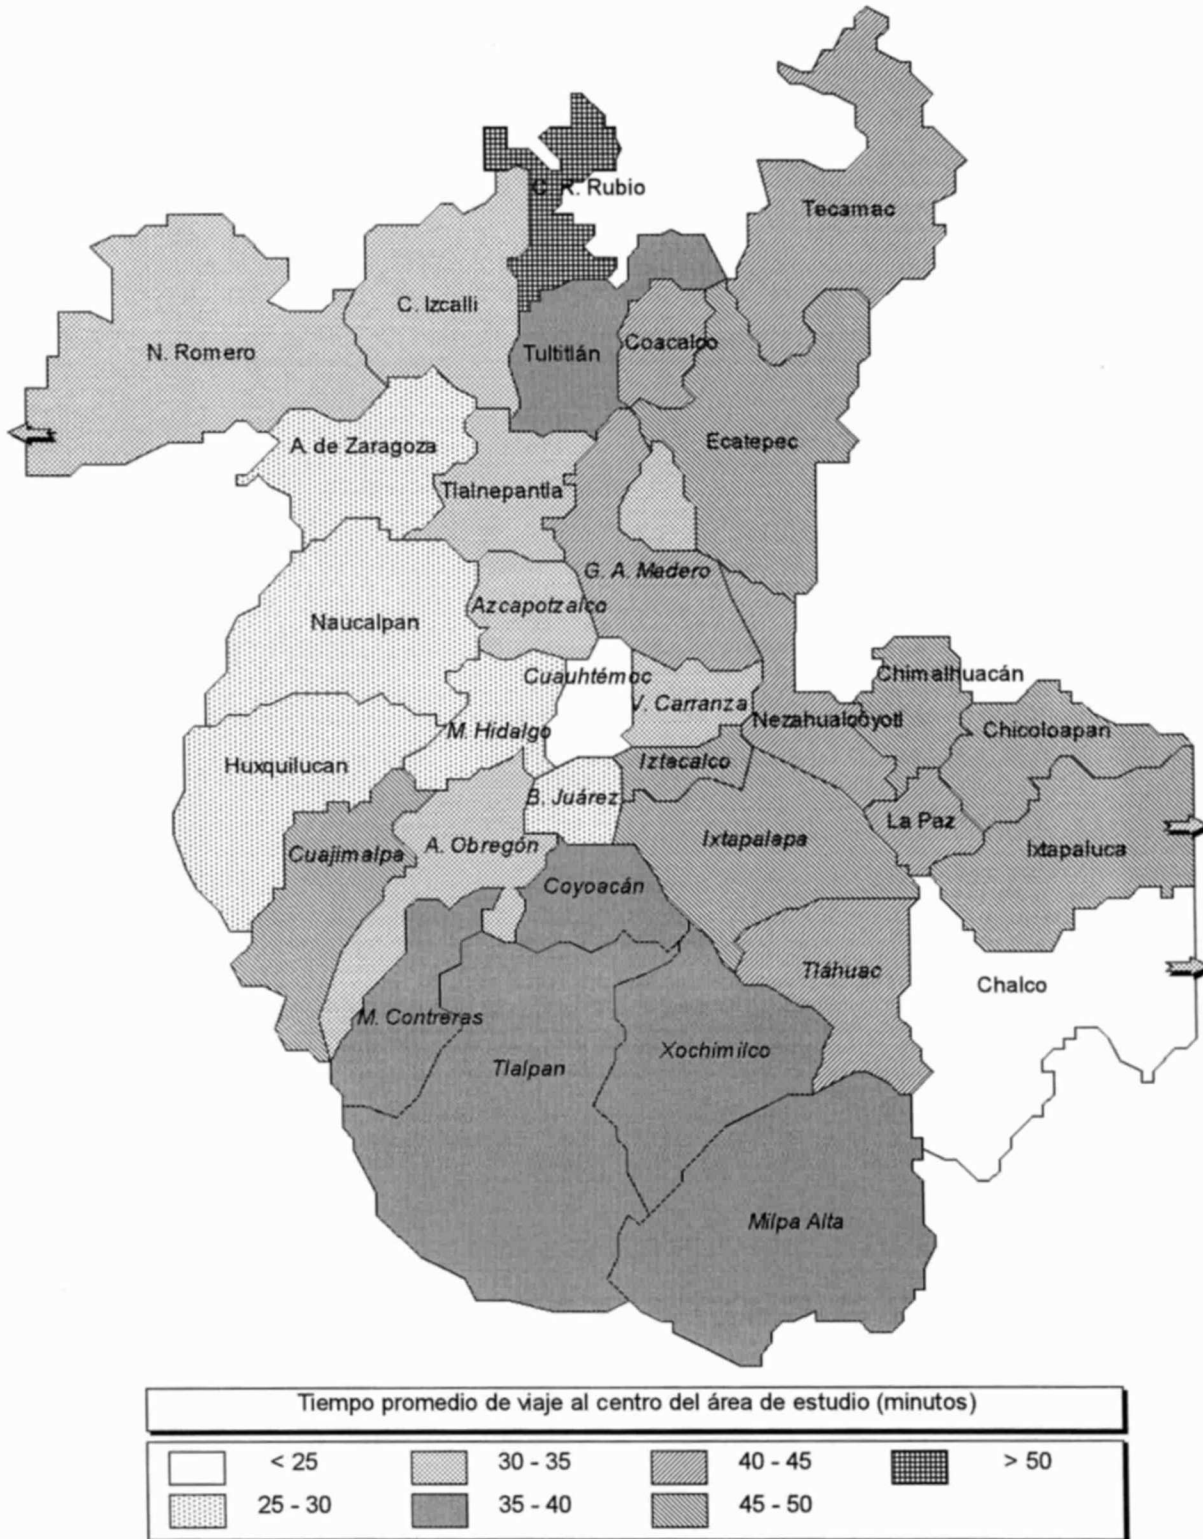 C. R. Rubio
Tecamac
C. Izcalli
N. Romero
Tultitlán
Coacalco
A. de Zaragoza
Ecatepec
Tlalnepantla
G. A. Madero
Azcapotzalco
Naucalpan
Cuauhtémoc
Chimalhuacán
V. Carranza
Nezahualcóyotl
Chicoloapan
M. Hidalgo
Huxquilucan
Iztacalco
B. Juárez
La Paz
Ixtapalapa
A. Obregón
Cuajimalpa
Ixtapaluca
Coyoacán
Tláhuac
Chalco
M. Contreras
Xochimilco
Tlalpan
Milpa Alta
Tiempo promedio de viaje al centro del área de estudio (minutos)
< 25 30 - 35 40 - 45 > 50
25 - 30 35 - 40 45 - 50